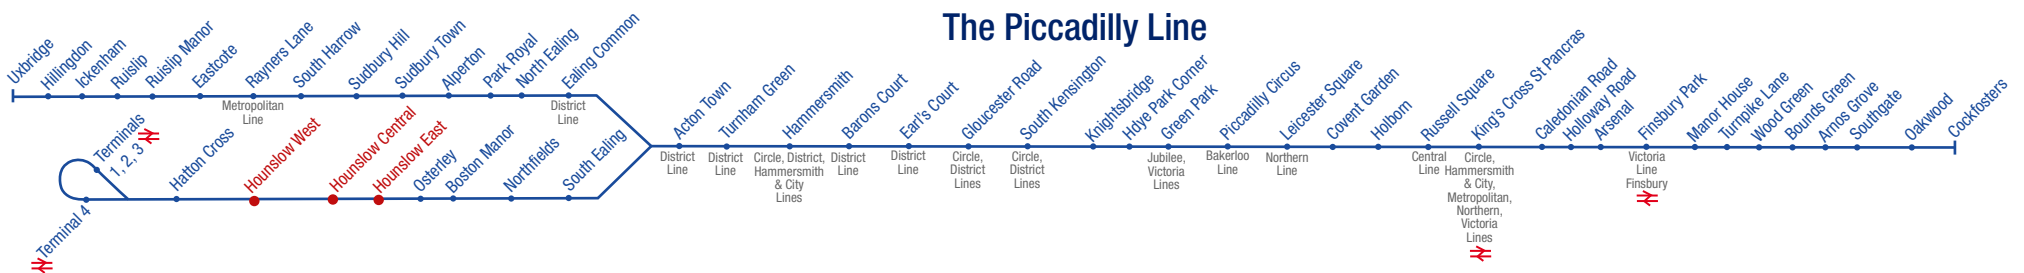 The Piccadilly Line
Uxbridge
Hillingdon
Ickenham
Ruislip
Ruislip Manor
Eastcote
Rayners Lane
Metropolitan
Line
South Harrow
Sudbury Hill
Sudbury Town
Alperton
Park Royal
North Ealing
Ealing Common
District
Line
Terminals
1, 2, 3
Terminal 4
Hatton Cross
Hounslow West
Hounslow Central
Hounslow East
Osterley
Boston Manor
Northfields
South Ealing
Acton Town
District
Line
Turnham Green
District
Line
Hammersmith
Circle, District,
Hammersmith
& City
Lines
Barons Court
District
Line
Earl's Court
District
Line
Gloucester Road
Circle,
District
Lines
South Kensington
Circle,
District
Lines
Knightsbridge
Hdye Park Corner
Green Park
Jubilee,
Victoria
Lines
Piccadilly Circus
Bakerloo
Line
Leicester Square
Northern
Line
Covent Garden
Holborn
Russell Square
Central
Line
King's Cross St Pancras
Circle,
Hammersmith
& City,
Metropolitan,
Northern,
Victoria
Lines
Caledonian Road
Holloway Road
Arsenal
Finsbury Park
Victoria
Line
Finsbury
Manor House
Turnpike Lane
Wood Green
Bounds Green
Arnos Grove
Southgate
Oakwood
Cockfosters